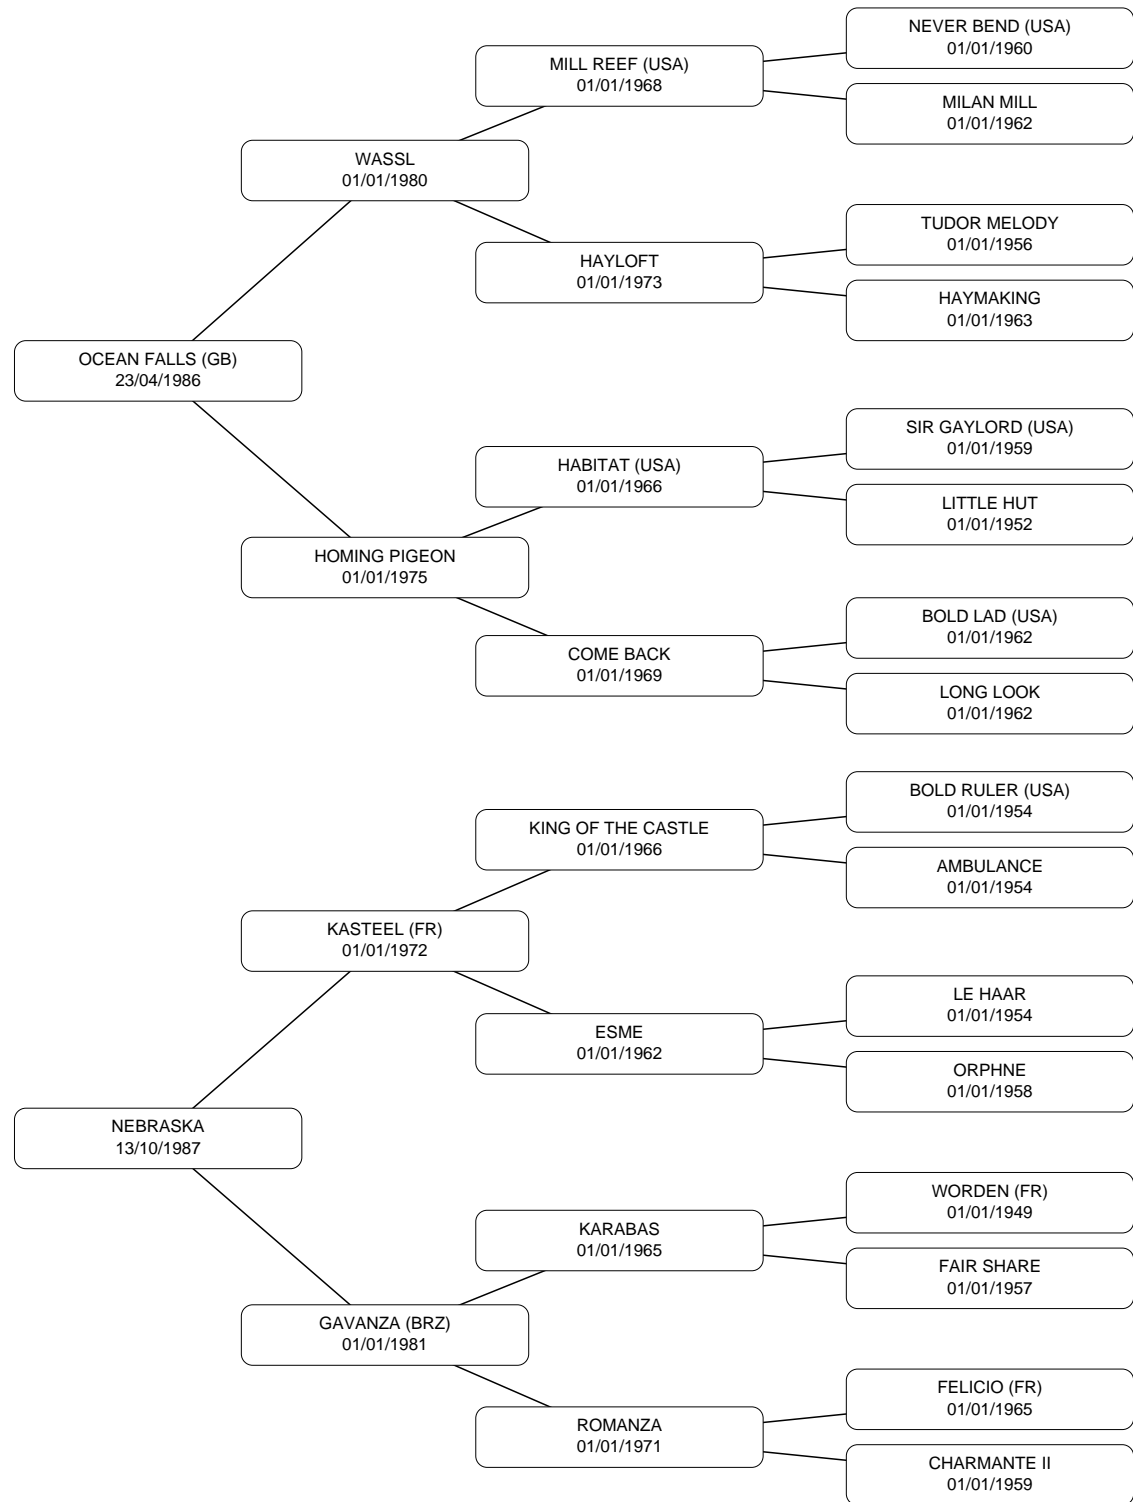 NEVER BEND (USA)
01/01/1960
MILL REEF (USA)
01/01/1968
MILAN MILL
01/01/1962
WASSL
01/01/1980
TUDOR MELODY
01/01/1956
HAYLOFT
01/01/1973
HAYMAKING
01/01/1963
OCEAN FALLS (GB)
23/04/1986
SIR GAYLORD (USA)
01/01/1959
HABITAT (USA)
01/01/1966
LITTLE HUT
01/01/1952
HOMING PIGEON
01/01/1975
BOLD LAD (USA)
01/01/1962
COME BACK
01/01/1969
LONG LOOK
01/01/1962
BOLD RULER (USA)
01/01/1954
KING OF THE CASTLE
01/01/1966
AMBULANCE
01/01/1954
KASTEEL (FR)
01/01/1972
LE HAAR
01/01/1954
ESME
01/01/1962
ORPHNE
01/01/1958
NEBRASKA
13/10/1987
WORDEN (FR)
01/01/1949
KARABAS
01/01/1965
FAIR SHARE
01/01/1957
GAVANZA (BRZ)
01/01/1981
FELICIO (FR)
01/01/1965
ROMANZA
01/01/1971
CHARMANTE II
01/01/1959